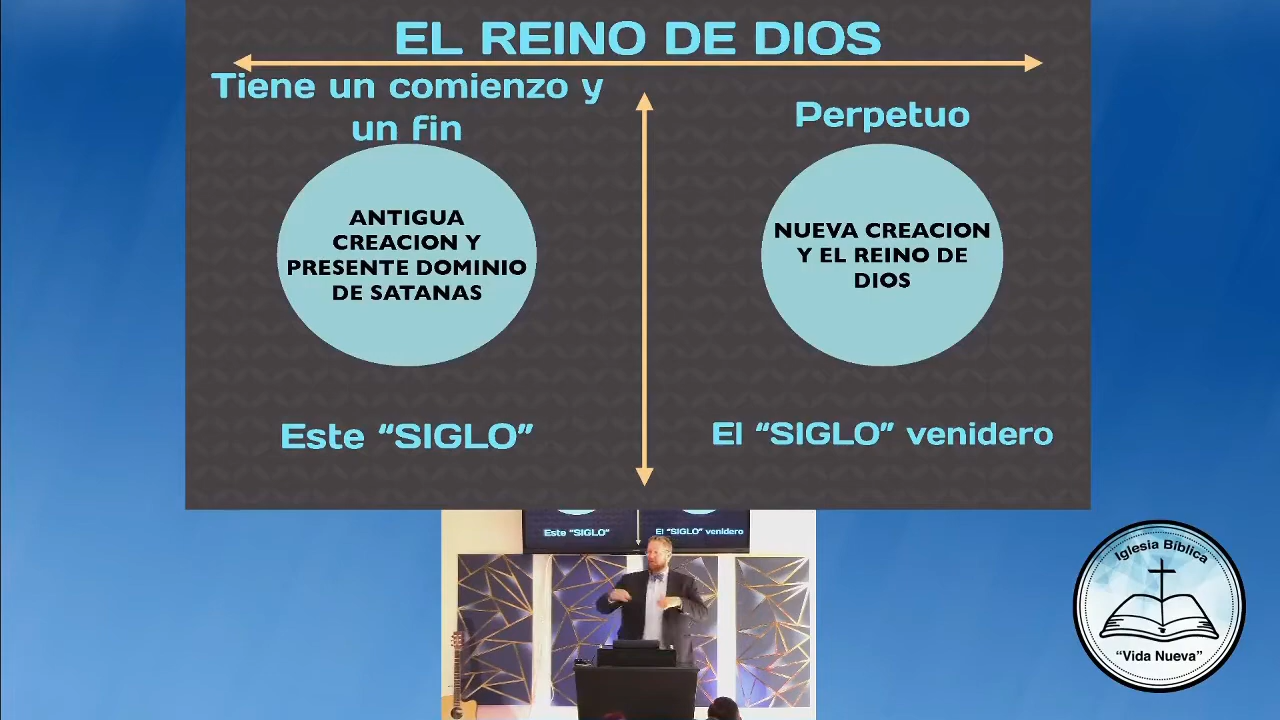 EL REINO DE DIOS
Tiene un comienzo y
un fin
Perpetuo
ANTIGUA
CREACION Y
PRESENTE DOMINIO
DE SATANAS
NUEVA CREACION
Y EL REINO DE
DIOS
Este “SIGLO”
El “SIGLO” venidero
Este “SIGLO”
El “SIGLO” venidero
Iglesia Bíblica
“Vida Nueva”